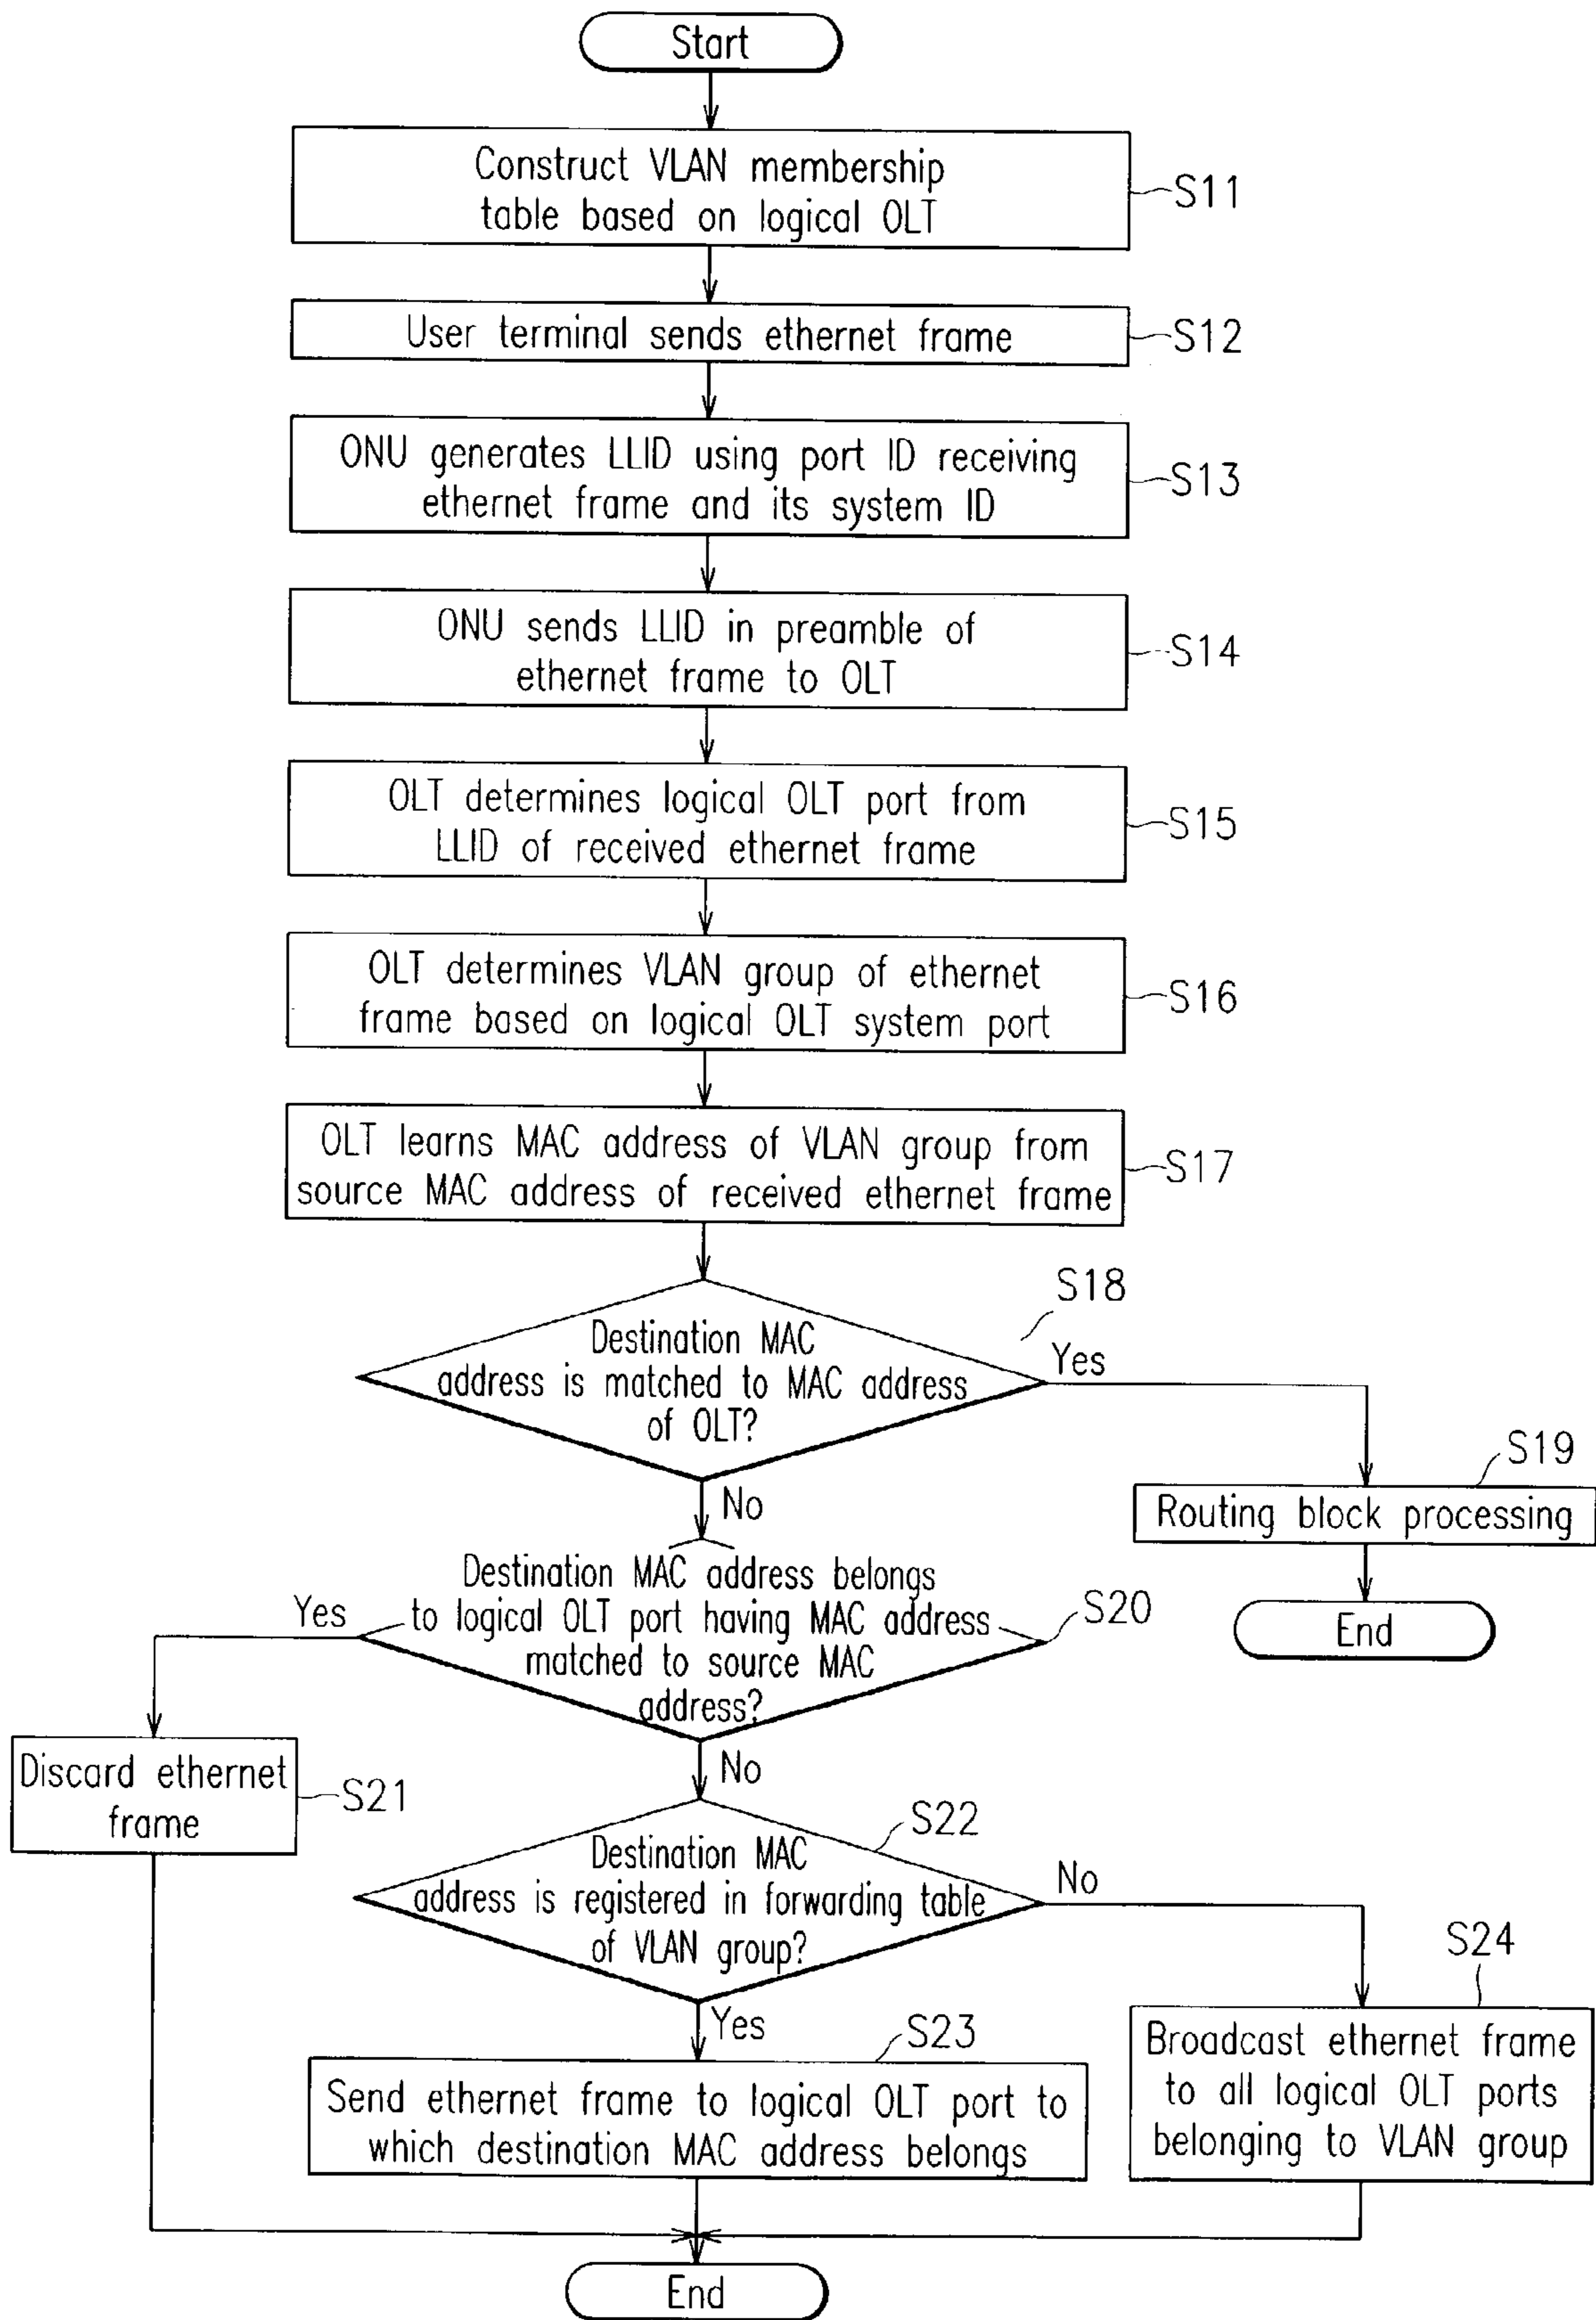 Start
Construct VLAN membership
table based on logical OLT
S11
User terminal sends ethernet frame
S12
ONU generates LLID using port ID receiving
ethernet frame and its system ID
S13
ONU sends LLID in preamble of
ethernet frame to OLT
S14
OLT determines logical OLT port from
LLID of received ethernet frame
S15
OLT determines VLAN group of ethernet
frame based on logical OLT system port
S16
OLT learns MAC address of VLAN group from
source MAC address of received ethernet frame
S17
S18
Destination MAC
address is matched to MAC address
of OLT?
Yes
No
S19
Routing block processing
End
Destination MAC address belongs
to logical OLT port having MAC address
matched to source MAC
address?
S20
Yes
No
Discard ethernet
frame
S21
S22
Destination MAC
address is registered in forwarding table
of VLAN group?
No
Yes
S23
Send ethernet frame to logical OLT port to
which destination MAC address belongs
S24
Broadcast ethernet frame
to all logical OLT ports
belonging to VLAN group
End